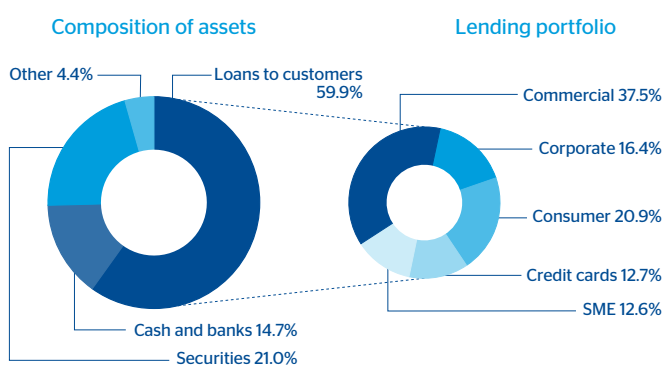 Composition of assets
Lending portfolio
Other 4.4%
Loans to customers
59.9%
Commercial 37.5%
Corporate 16.4%
Consumer 20.9%
Credit cards 12.7%
SME 12.6%
Cash and banks 14.7%
Securities 21.0%